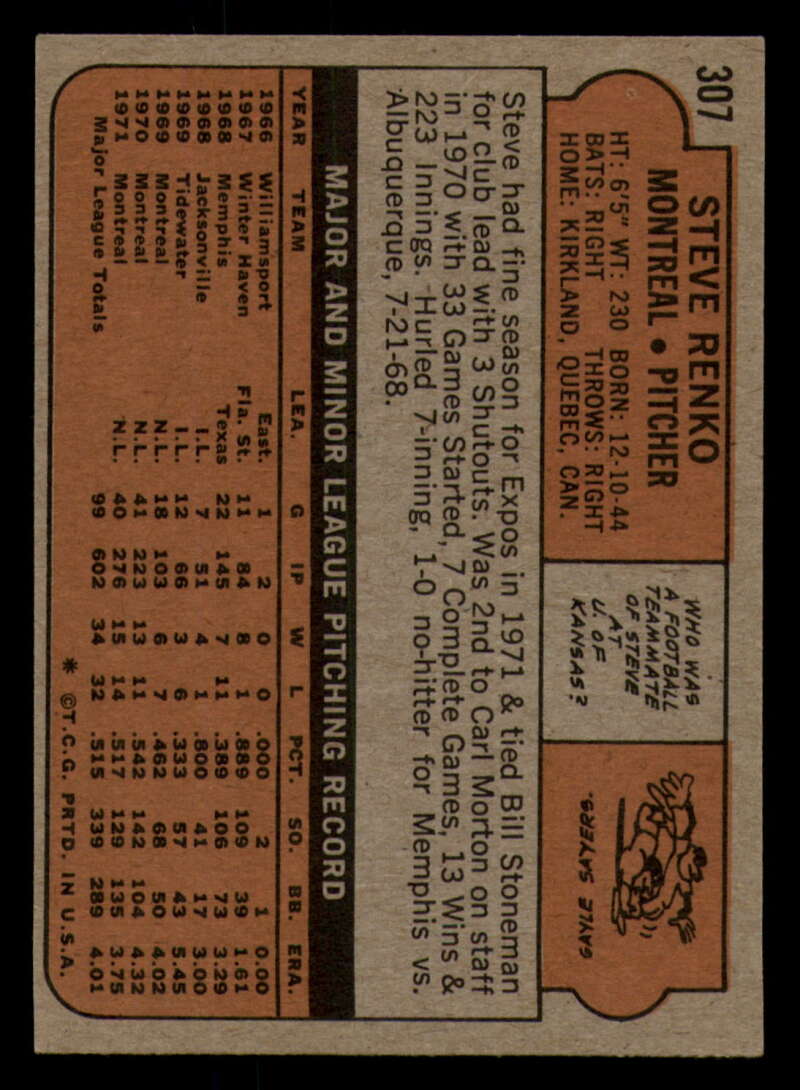 307
STEVE RENKO
MONTREAL • PITCHER
HT: 6'5" WT: 230 BORN: 12-10-44
BATS: RIGHT THROWS: RIGHT
HOME: KIRKLAND, QUEBEC, CAN.
WHO WAS
A FOOTBALL
TEAMMATE
OF STEVE
AT
U. OF
KANSAS?
GAYLE SAYERS.
Steve had fine season for Expos in 1971 & tied Bill Stoneman
for club lead with 3 Shutouts. Was 2nd to Carl Morton on staff
in 1970 with 33 Games Started, 7 Complete Games, 13 Wins &
223 Innings. Hurled 7-inning, 1-0 no-hitter for Memphis vs.
Albuquerque, 7-21-68.
MAJOR AND MINOR LEAGUE PITCHING RECORD
YEAR TEAM LEA. G IP W L PCT. SO. BB. ERA.
1966 Williamsport East. 1 2 0 0 .000 2 1 0.00
1967 Winter Haven Fla. St. 11 84 8 1 .889 109 39 1.61
1968 Memphis Texas 22 145 7 11 .389 106 73 3.29
1968 Jacksonville I.L. 7 51 4 1 .800 41 17 3.00
1969 Tidewater I.L. 12 66 3 6 .333 57 43 5.45
1969 Montreal N.L. 18 103 6 7 .462 68 50 4.02
1970 Montreal N.L. 41 223 13 11 .542 142 104 4.32
1971 Montreal N.L. 40 276 15 14 .517 129 135 3.75
Major League Totals 99 602 34 32 .515 339 289 4.01
* ©T.C.G. PRTD. IN U.S.A.